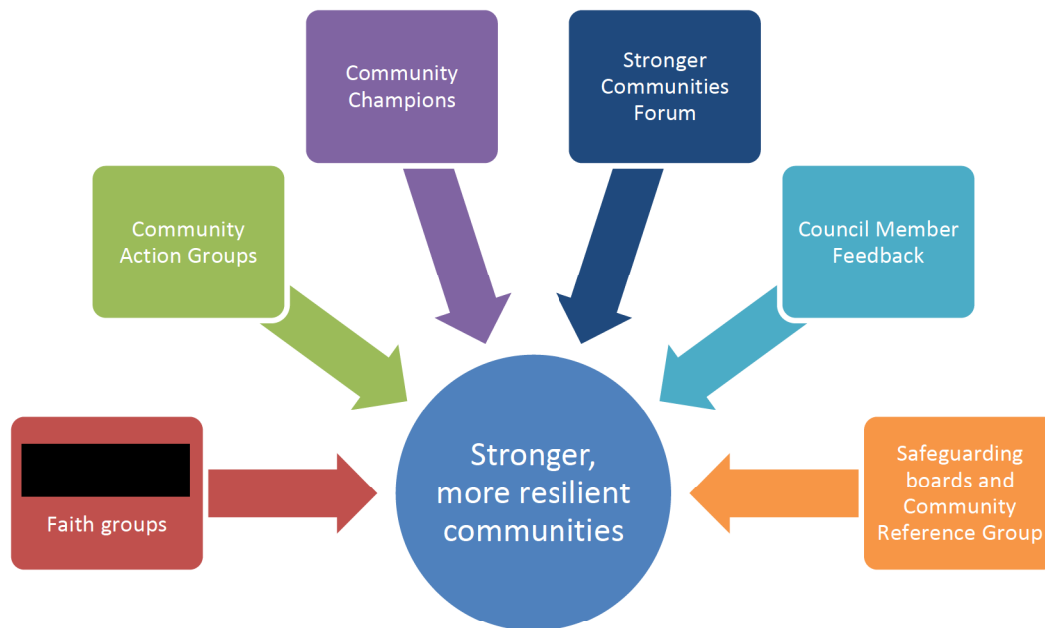 Community
Champions
Stronger
Communities
Forum
Community
Action Groups
Council Member
Feedback
Faith groups
Stronger,
more resilient
communities
Safeguarding
boards and
Community
Reference Group